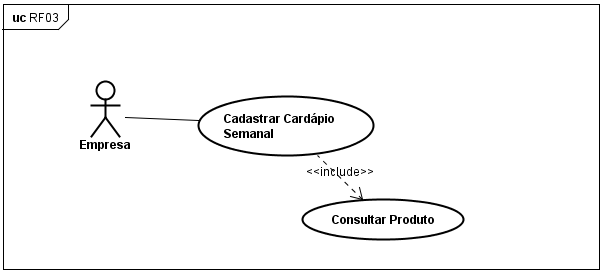 uc RF03
Cadastrar Cardápio
Semanal
Empresa
<<include>>
Consultar Produto